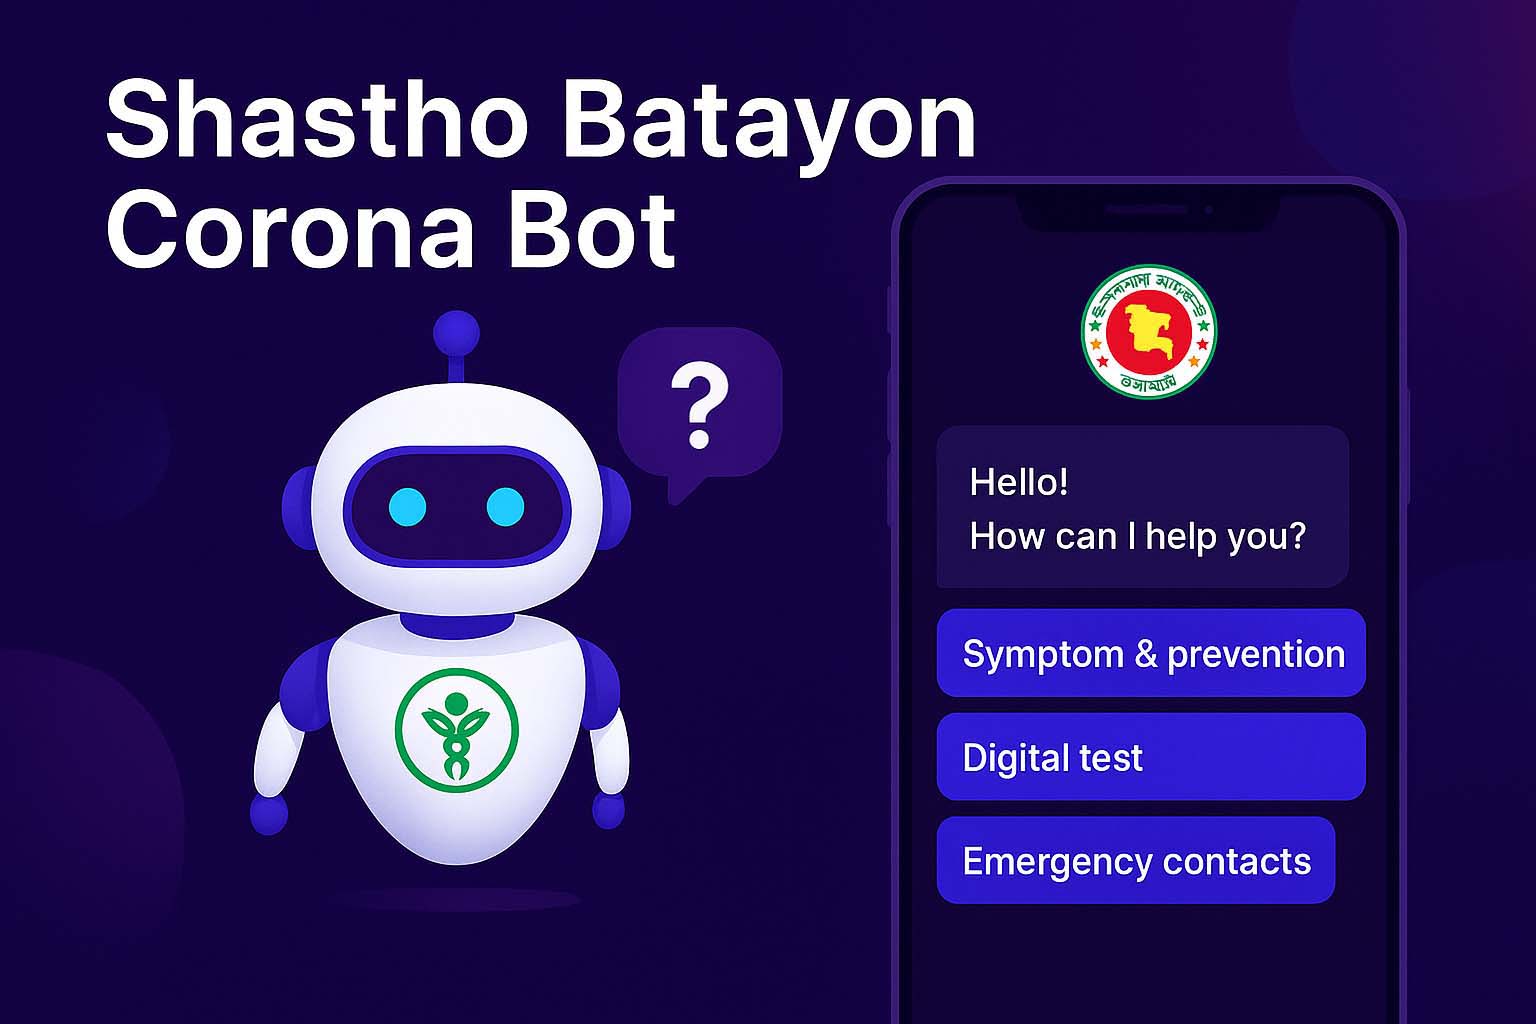 Shastho Batayon
Corona Bot
?
Hello!
How can I help you?
Symptom & prevention
Digital test
Emergency contacts